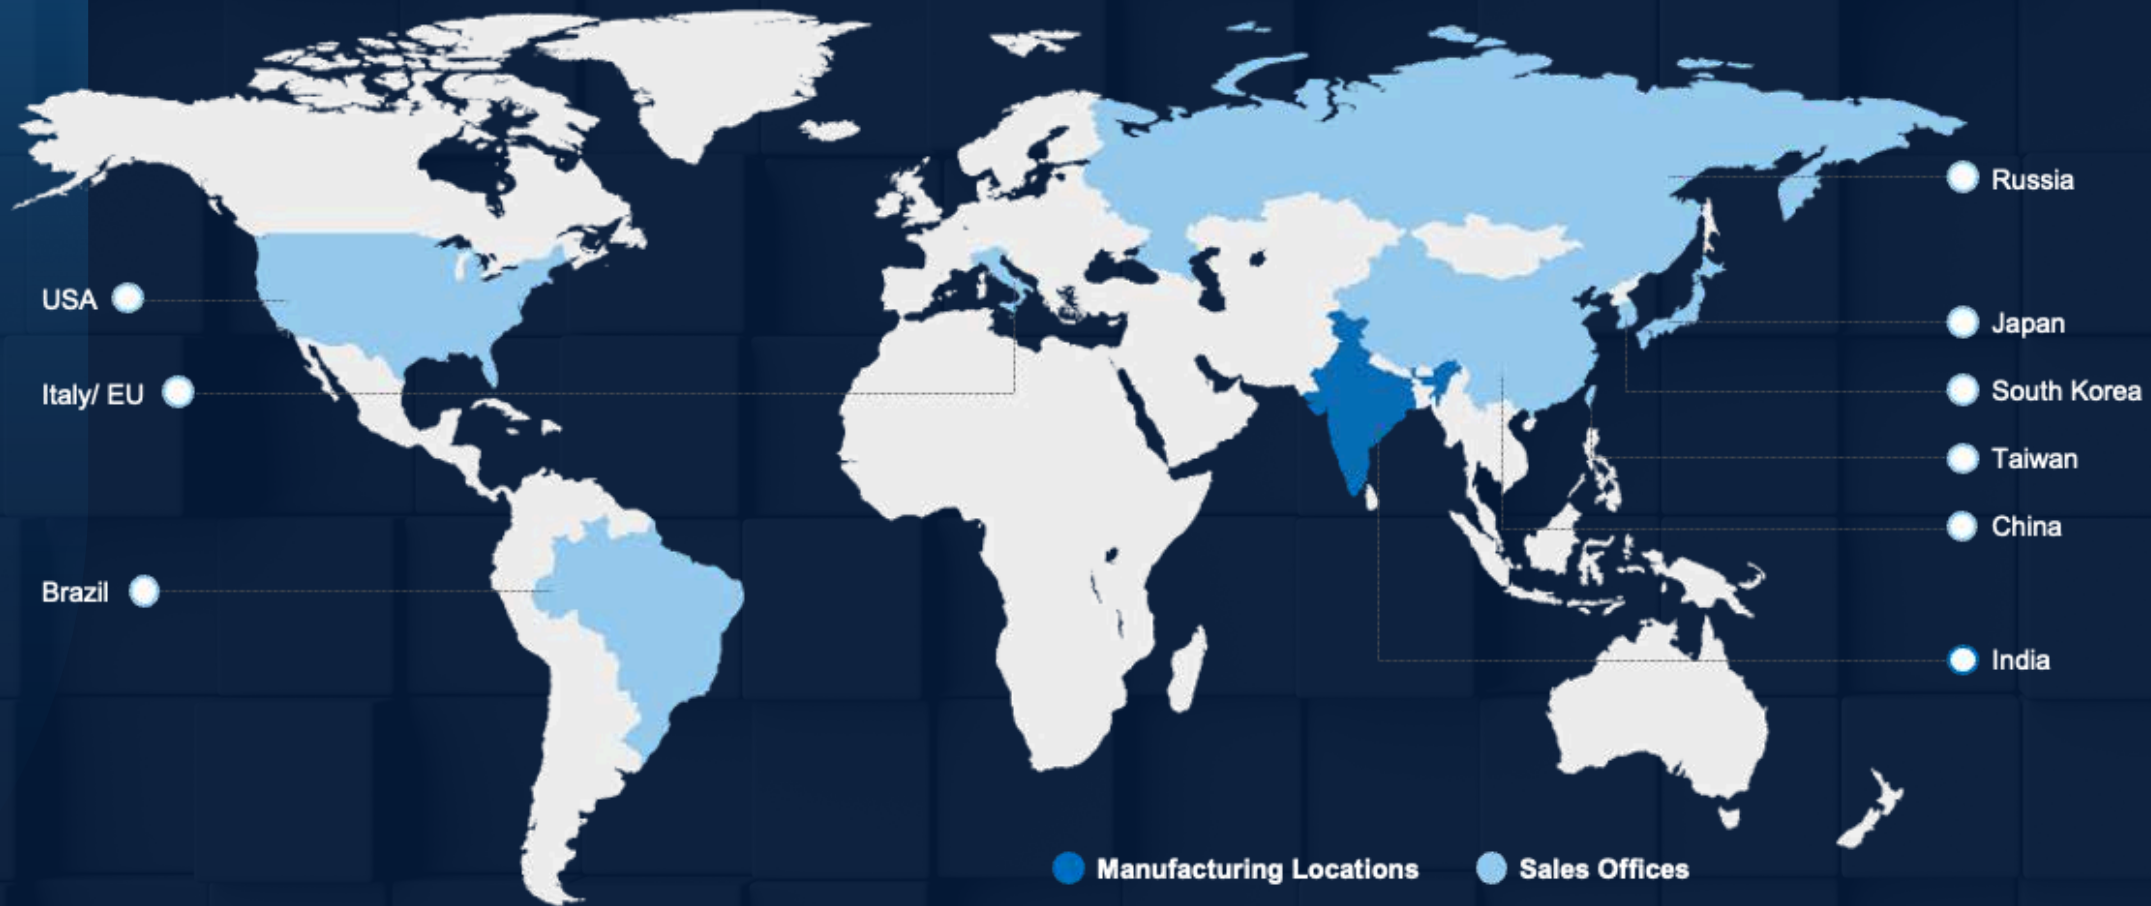 USA
Italy/ EU
Brazil
Russia
Japan
South Korea
Taiwan
China
India
Manufacturing Locations
Sales Offices